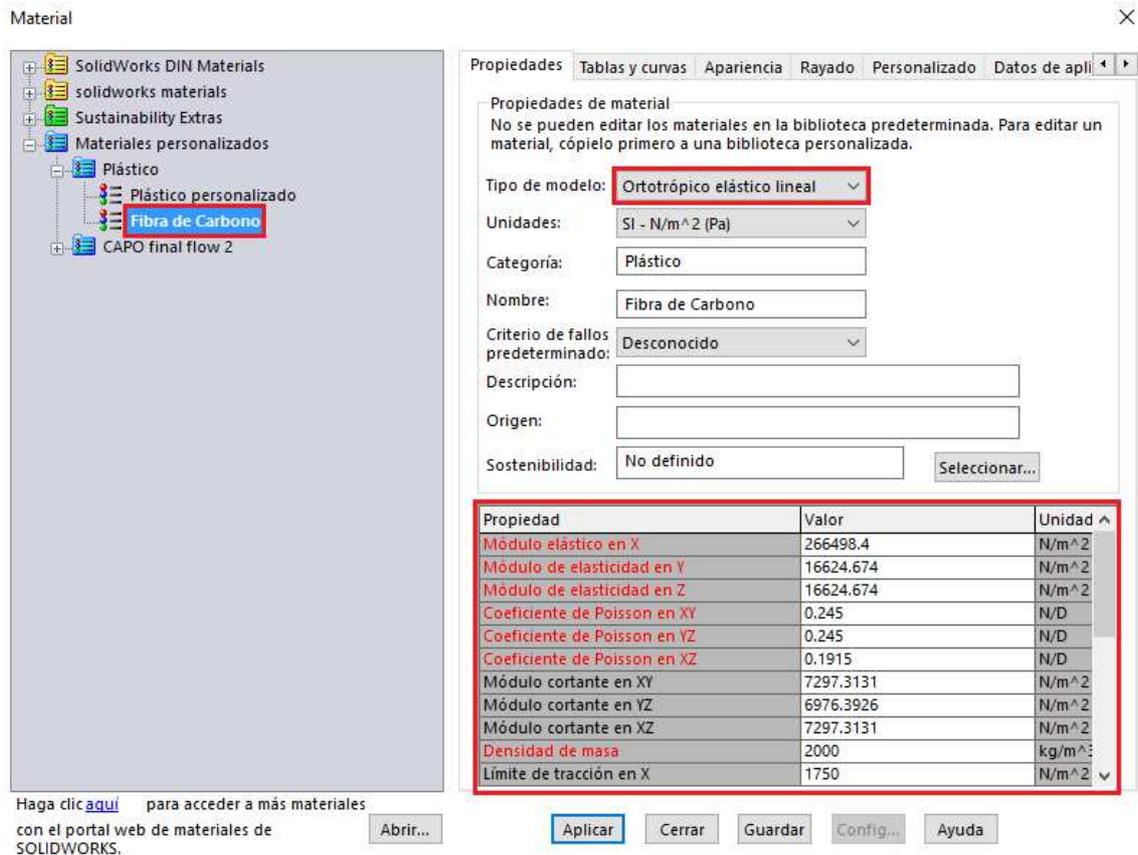 Material
SolidWorks DIN Materials
solidworks materials
Sustainability Extras
Materiales personalizados
Plástico
Plástico personalizado
Fibra de Carbono
CAPO final flow 2
Propiedades Tablas y curvas Apariencia Rayado Personalizado Datos de apli
Propiedades de material
No se pueden editar los materiales en la biblioteca predeterminada. Para editar un
material, cópielo primero a una biblioteca personalizada.
Tipo de modelo: Ortotrópico elástico lineal
Unidades: SI - N/m^2 (Pa)
Categoría: Plástico
Nombre: Fibra de Carbono
Criterio de fallos
predeterminado: Desconocido
Descripción:
Origen:
Sostenibilidad: No definido Seleccionar...
Propiedad Valor Unidad
Módulo elástico en X 266498.4 N/m^2
Módulo de elasticidad en Y 16624.674 N/m^2
Módulo de elasticidad en Z 16624.674 N/m^2
Coeficiente de Poisson en XY 0.245 N/D
Coeficiente de Poisson en YZ 0.245 N/D
Coeficiente de Poisson en XZ 0.1915 N/D
Módulo cortante en XY 7297.3131 N/m^2
Módulo cortante en YZ 6976.3926 N/m^2
Módulo cortante en XZ 7297.3131 N/m^2
Densidad de masa 2000 kg/m^3
Límite de tracción en X 1750 N/m^2
Haga clic aquí para acceder a más materiales
con el portal web de materiales de
SOLIDWORKS.
Abrir... Aplicar Cerrar Guardar Config... Ayuda